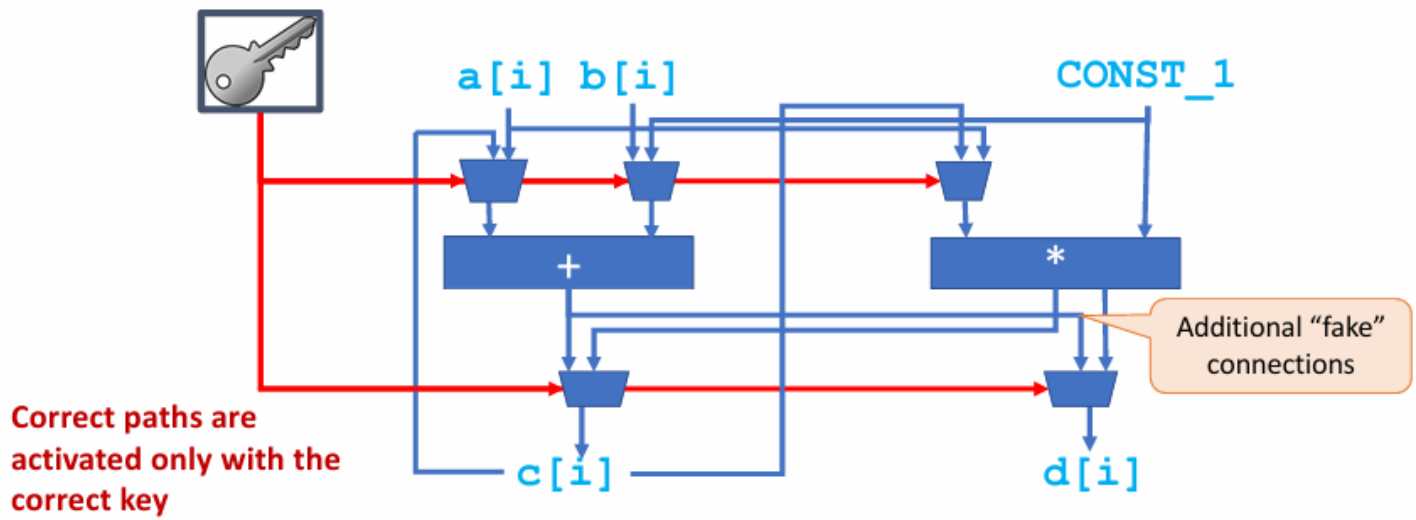 a[i] b[i] CONST_1
+ *
Additional “fake”
connections
Correct paths are
activated only with the
correct key
c[i] d[i]